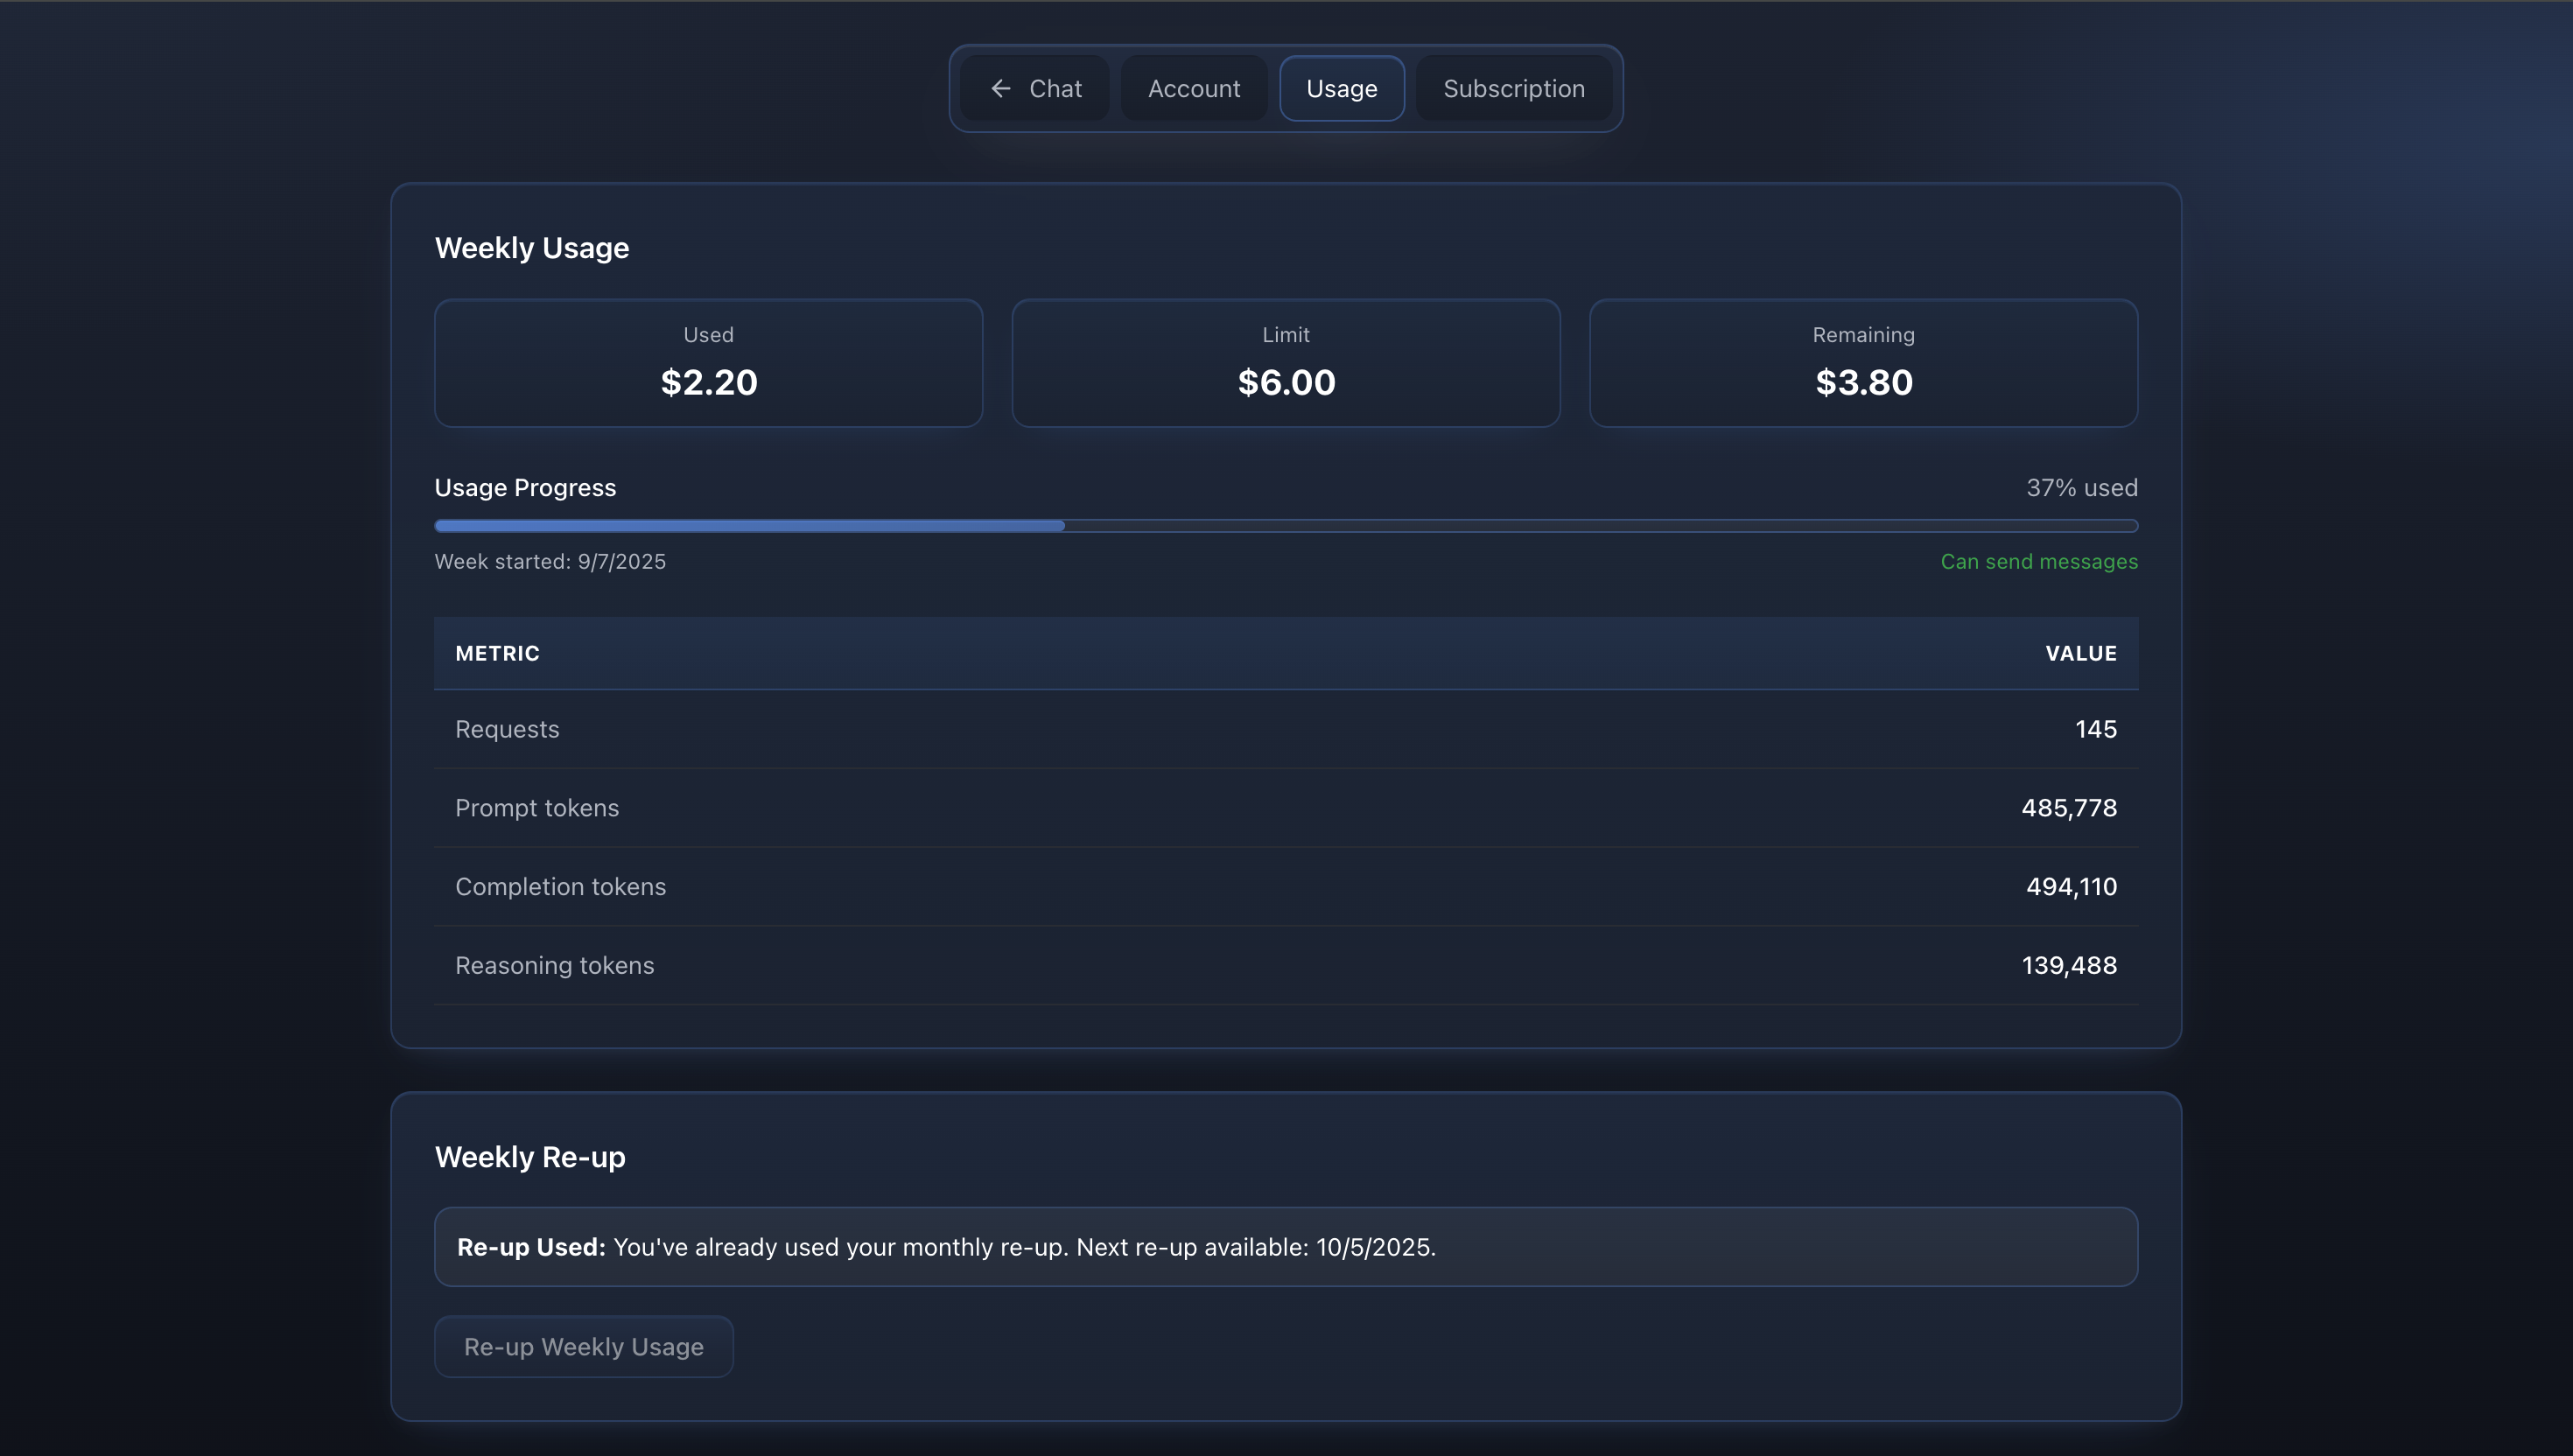 ← Chat
Account
Usage
Subscription
Weekly Usage
Used
$2.20
Limit
$6.00
Remaining
$3.80
Usage Progress
37% used
Week started: 9/7/2025
Can send messages
METRIC
VALUE
Requests
145
Prompt tokens
485,778
Completion tokens
494,110
Reasoning tokens
139,488
Weekly Re-up
Re-up Used: You've already used your monthly re-up. Next re-up available: 10/5/2025.
Re-up Weekly Usage